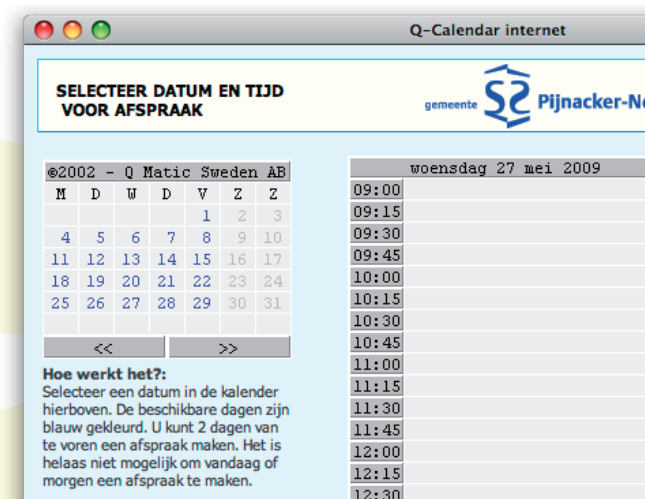 Q-Calendar internet
SELECTEER DATUM EN TIJD
VOOR AFSPRAAK
gemeente Pijnacker-No
©2002 - Q Matic Sweden AB
M D W D V Z Z
1 2 3
4 5 6 7 8 9 10
11 12 13 14 15 16 17
18 19 20 21 22 23 24
25 26 27 28 29 30 31
<< >>
Hoe werkt het?:
Selecteer een datum in de kalender
hierboven. De beschikbare dagen zijn
blauw gekleurd. U kunt 2 dagen van
te voren een afspraak maken. Het is
helaas niet mogelijk om vandaag of
morgen een afspraak te maken.
woensdag 27 mei 2009
09:00
09:15
09:30
09:45
10:00
10:15
10:30
10:45
11:00
11:15
11:30
11:45
12:00
12:15
12:30